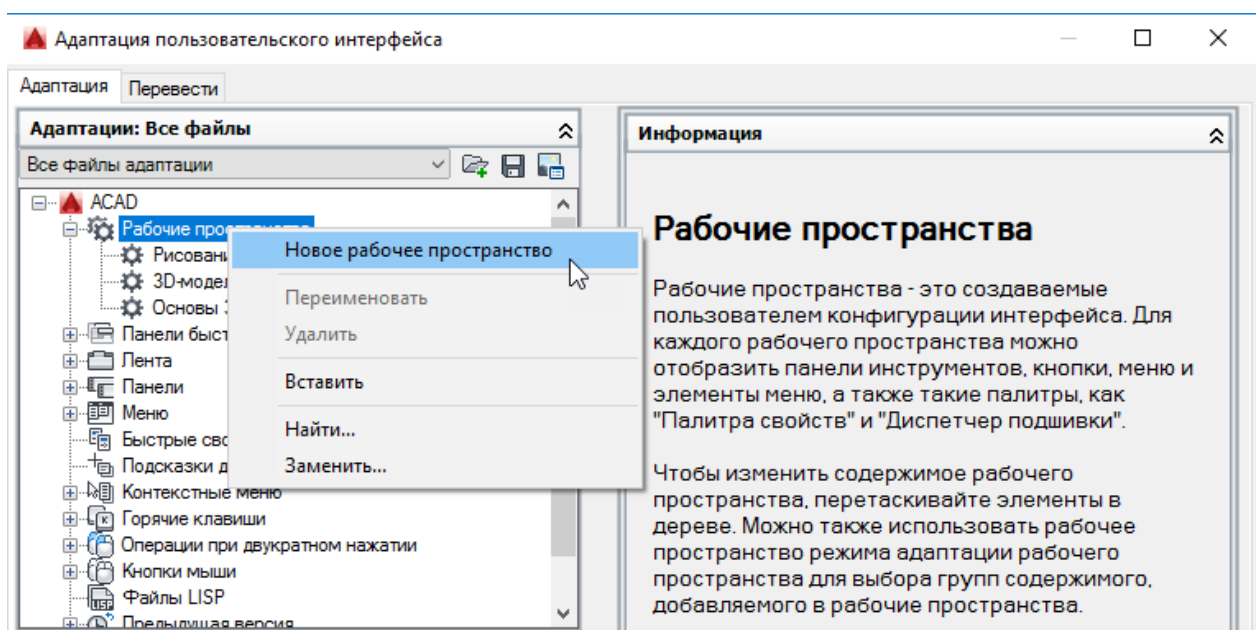 Адаптация пользовательского интерфейса
Адаптация Перевести
Адаптации: Все файлы
Все файлы адаптации
ACAD
Рабочие
3D-
Основы
Панели
Лента
Панели
Меню
Быстрые
Подсказки
Контекстные меню
Горячие клавиши
Операции при двукратном нажатии
Кнопки мыши
Файлы LISP
Предыдущая версия
Новое рабочее пространство
Переименовать
Удалить
Вставить
Найти...
Заменить...
Информация
Рабочие пространства
Рабочие пространства - это создаваемые
пользователем конфигурации интерфейса. Для
каждого рабочего пространства можно
отобразить панели инструментов, кнопки, меню и
элементы меню, а также такие палитры, как
"Палитра свойств" и "Диспетчер подшивки".
Чтобы изменить содержимое рабочего
пространства, перетаскивайте элементы в
дереве. Можно также использовать рабочее
пространство режима адаптации рабочего
пространства для выбора групп содержимого,
добавляемого в рабочие пространства.